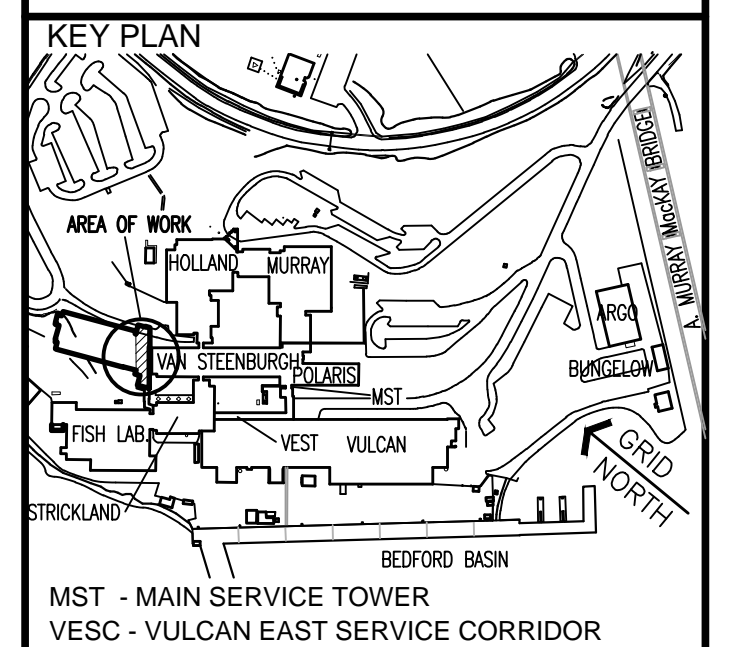 KEY PLAN
A. MURRAY MacKAY BRIDGE
AREA OF WORK
HOLLAND
MURRAY
ARGO
VAN STEENBURGH
POLARIS
BUNGELOW
MST
FISH LAB.
VEST
VULCAN
GRID
NORTH
STRICKLAND
BEDFORD BASIN
MST - MAIN SERVICE TOWER
VESC - VULCAN EAST SERVICE CORRIDOR